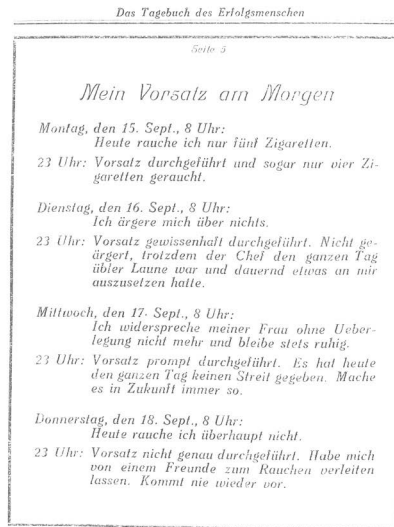 Das Tagebuch des Erfolgsmenschen
Seite 5
Mein Vorsatz am Morgen
Montag, den 15. Sept., 8 Uhr:
Heute rauche ich nur fünf Zigaretten.
23 Uhr: Vorsatz durchgeführt und sogar nur vier Zi-
garetten geraucht.
Dienstag, den 16. Sept., 8 Uhr:
Ich ärgere mich über nichts.
23 Uhr: Vorsatz gewissenhaft durchgeführt. Nicht ge-
ärgert, trotzdem der Chef den ganzen Tag
übler Laune war und dauernd etwas an mir
auszusetzen hatte.
Mittwoch, den 17. Sept., 8 Uhr:
Ich widerspreche meiner Frau ohne Ueber-
legung nicht mehr und bleibe stets ruhig.
23 Uhr: Vorsatz prompt durchgeführt. Es hat heute
den ganzen Tag keinen Streit gegeben. Mache
es in Zukunft immer so.
Donnerstag, den 18. Sept., 8 Uhr:
Heute rauche ich überhaupt nicht.
23 Uhr: Vorsatz nicht genau durchgeführt. Habe mich
von einem Freunde zum Rauchen verleiten
lassen. Kommt nie wieder vor.